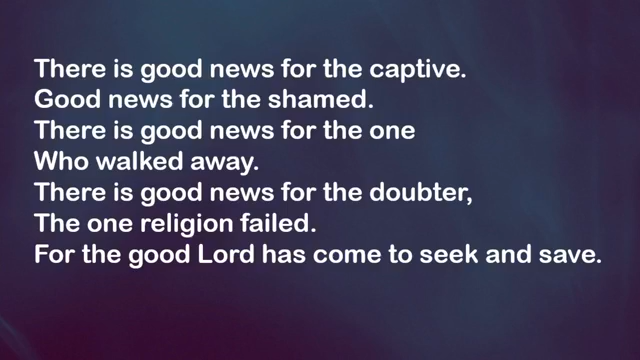 There is good news for the captive.
Good news for the shamed.
There is good news for the one
Who walked away.
There is good news for the doubter,
The one religion failed.
For the good Lord has come to seek and save.